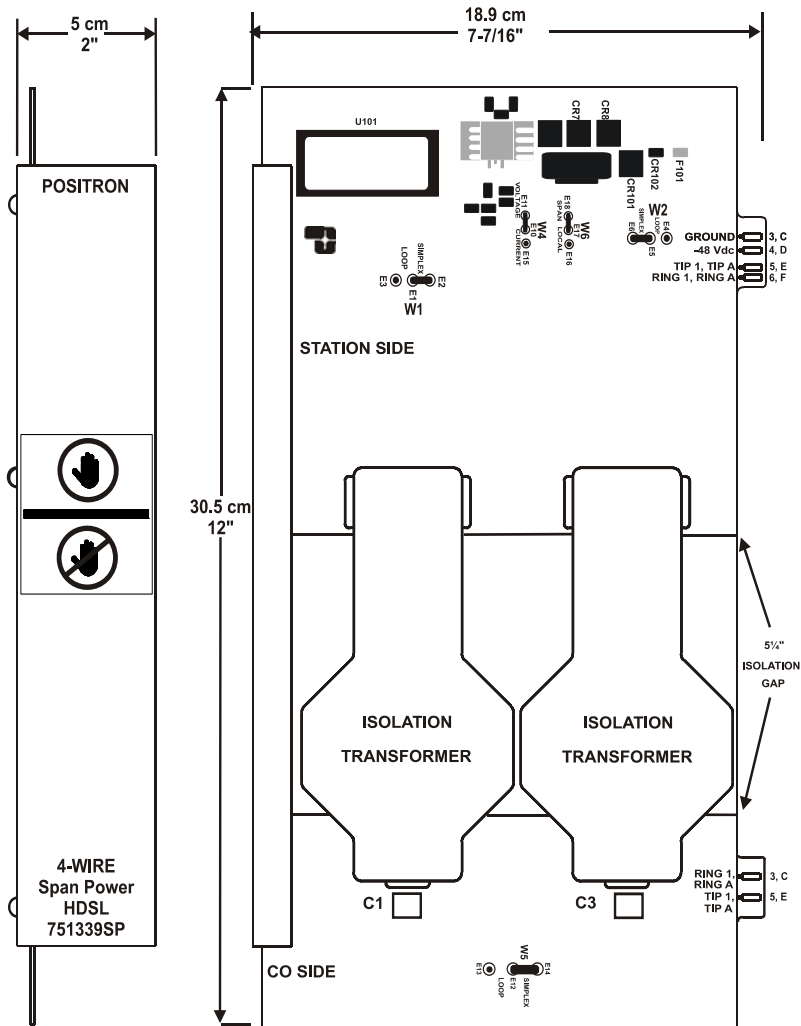 5 cm
2"
18.9 cm
7-7/16"
POSITRON
4-WIRE
Span Power
HDSL
751339SP
30.5 cm
12"
U101
CR7
CR8
CR101
CR102
F101
VOLTAGE
CURRENT
E11
E10
E15
W4
SPAN
LOCAL
E18
E17
E16
W6
W2
SIMPLEX
LOOP
E6
E5
E4
LOOP
SIMPLEX
E3
E1
E2
W1
GROUND 3, C
-48 Vdc 4, D
TIP 1, TIP A 5, E
RING 1, RING A 6, F
STATION SIDE
5¼"
ISOLATION
GAP
ISOLATION
TRANSFORMER
ISOLATION
TRANSFORMER
C1
C3
RING 1,
RING A
3, C
TIP 1,
TIP A
5, E
CO SIDE
W5
E13
E12
E14
LOOP
SIMPLEX